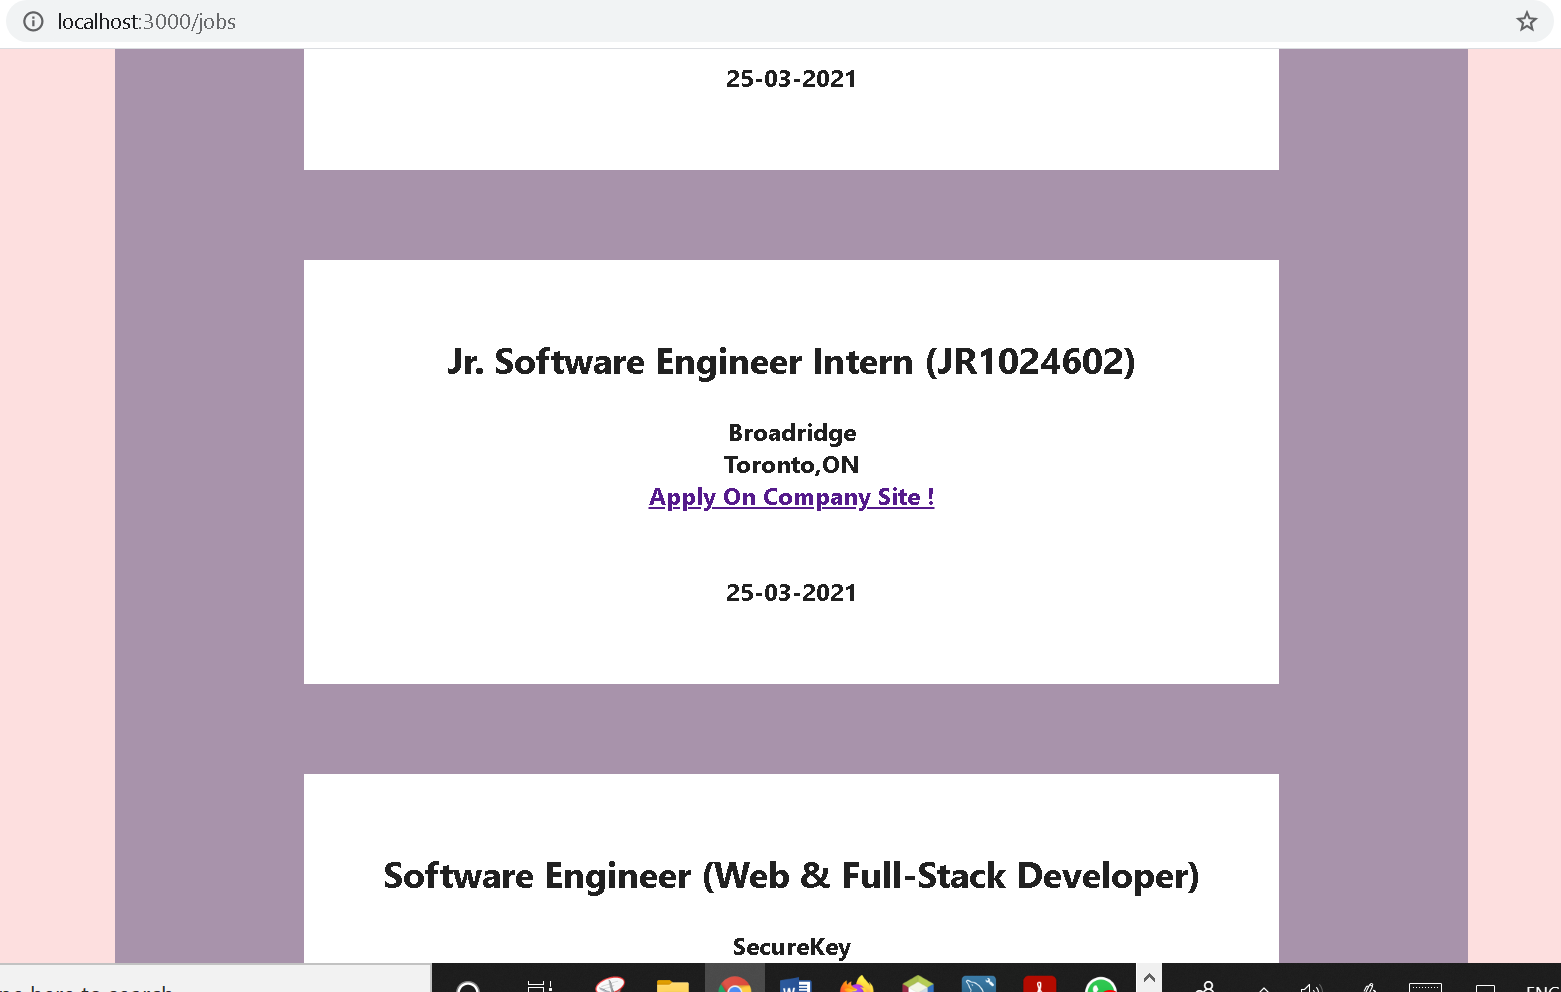 localhost:3000/jobs
25-03-2021
Jr. Software Engineer Intern (JR1024602)
Broadridge
Toronto,ON
Apply On Company Site !
25-03-2021
Software Engineer (Web & Full-Stack Developer)
SecureKey
here to search
ENG